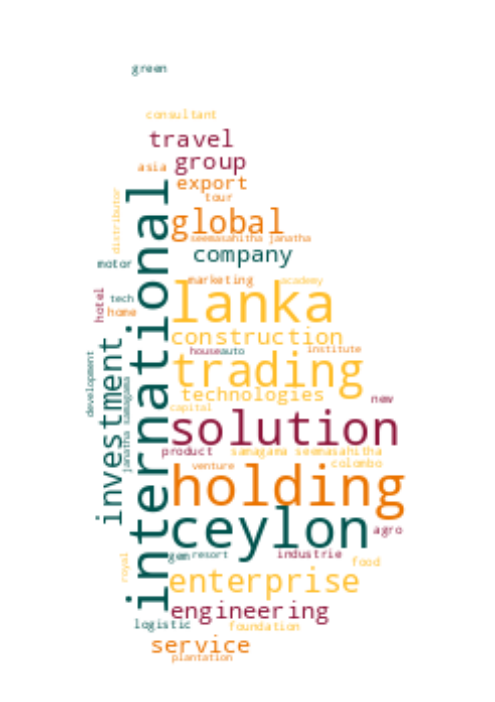 green
consultant
travel
asia group
export
distributor
tour
global
seemasahitha janatha
international
company
motor
marketing academy
hotel
tech
lanka
home
construction
houseauto institute
investment
development
trading
janatha samagama
technologies
new
capital
solution
product samagama seemasahitha
venture colombo
holding
ceylon
agro
gem resort industrie
royal
food
enterprise
engineering
logistic foundation
service
plantation